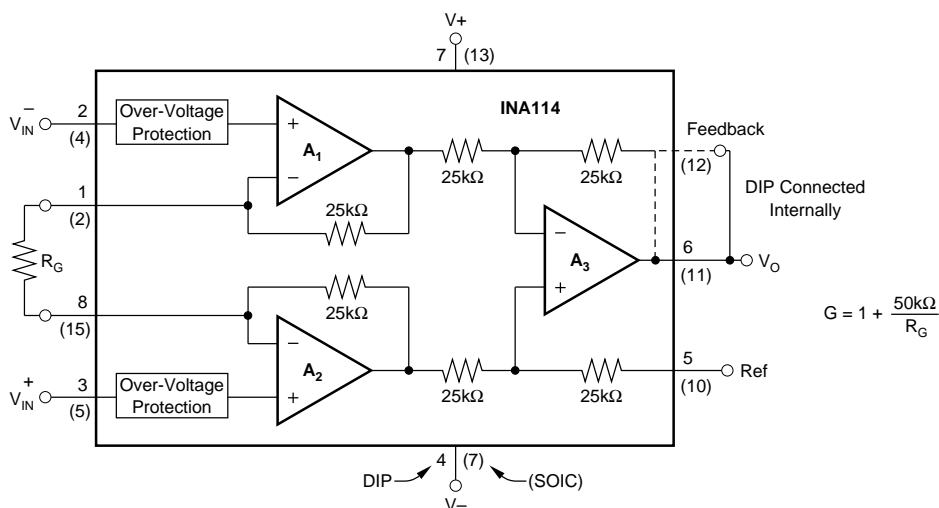 V+
7 (13)
INA114
V−IN
2
(4)
Over-Voltage
Protection
+
A1
−
25kΩ
25kΩ
25kΩ
Feedback
(12)
DIP Connected
Internally
1
(2)
RG
8
(15)
−
A3
+
6
(11)
VO
G = 1 + 50kΩ
RG
25kΩ
−
A2
+
25kΩ
25kΩ
5
(10)
Ref
V+IN
3
(5)
Over-Voltage
Protection
4 (7)
DIP
(SOIC)
V−